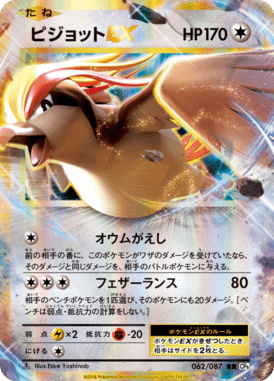 たね
ピジョットEX HP170
オウムがえし
前の相手の番に、このポケモンがワザのダメージを受けていたら、
そのダメージと同じダメージを、相手のバトルポケモンに与える。
フェザーランス 80
相手のベンチポケモンを1匹選び、そのポケモンにも20ダメージ。
[ベンチは弱点・抵抗力の計算をしない。]
弱点 ×2 抵抗力 -20
にげる
ポケモンEXのルール
ポケモンEXがきぜつしたとき、
相手はサイドを2枚とる。
Illus.Eske Yoshinob
062/087 RR CP6